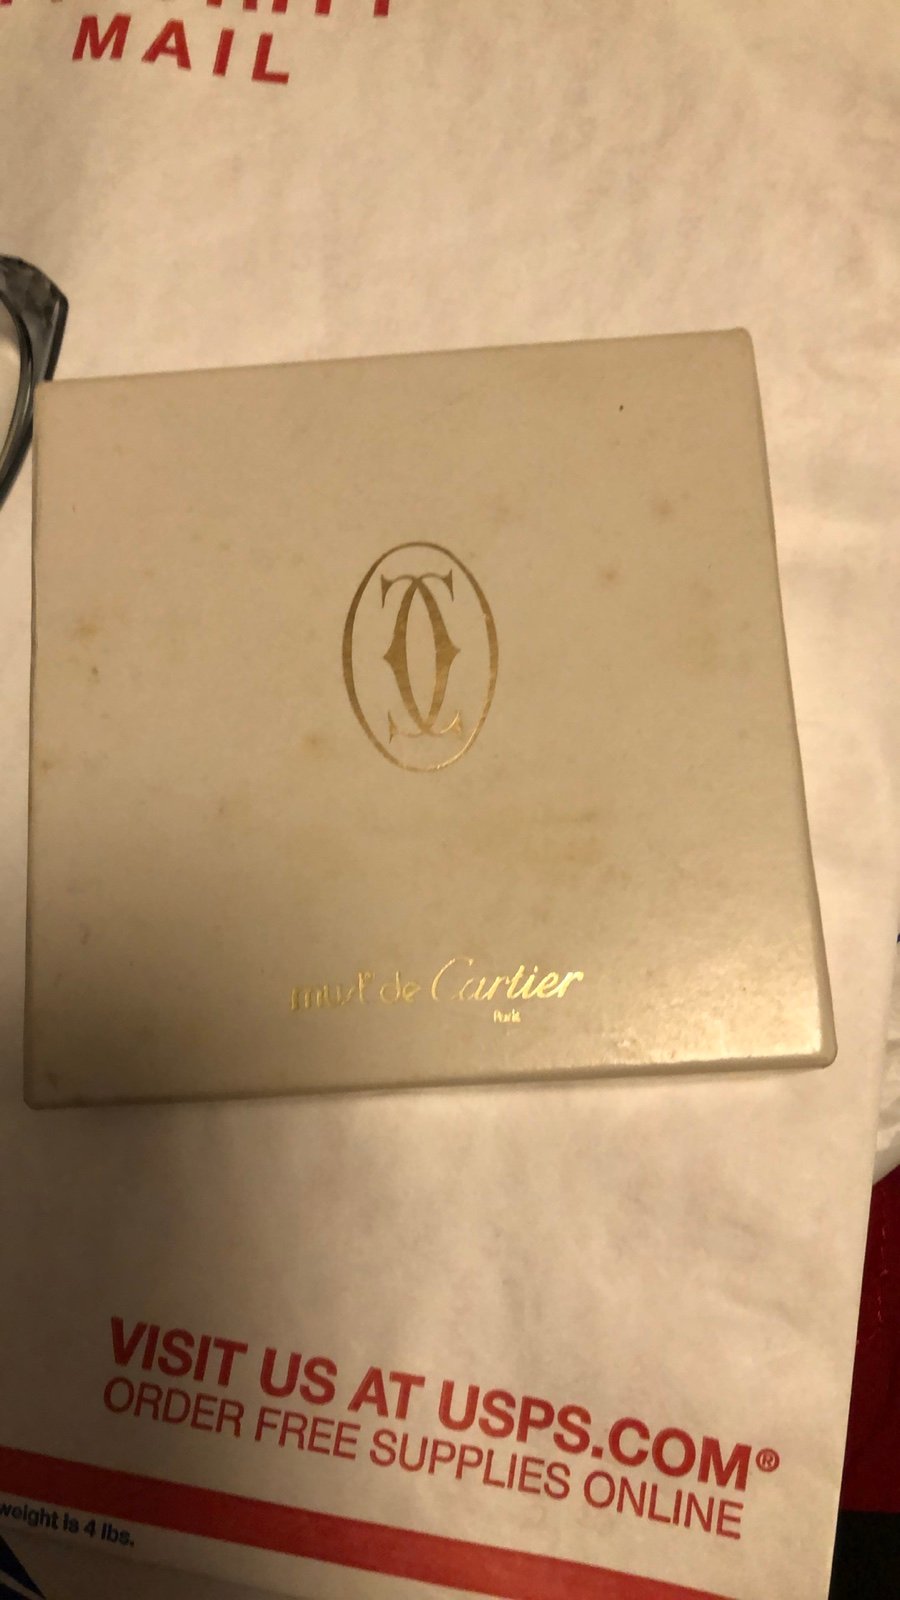 MAIL
must de Cartier
Paris
VISIT US AT USPS.COM®
ORDER FREE SUPPLIES ONLINE
weight is 4 lbs.